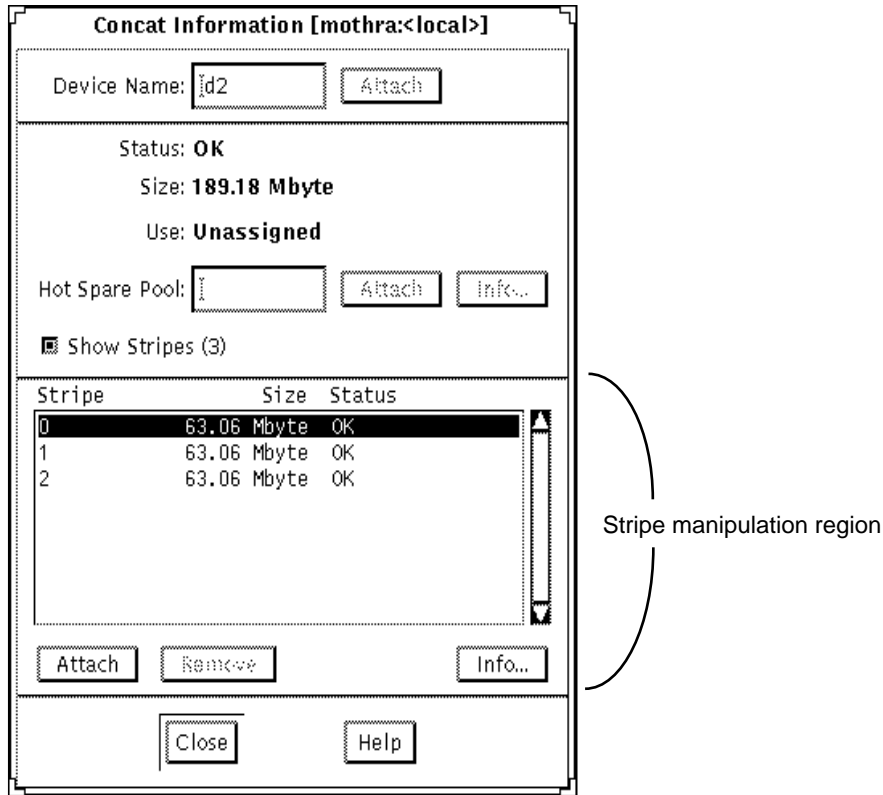 Concat Information [mothra:<local>]
Device Name: d2 Attach
Status: OK
Size: 189.18 Mbyte
Use: Unassigned
Hot Spare Pool: Attach Info...
Show Stripes (3)
Stripe Size Status
0 63.06 Mbyte OK
1 63.06 Mbyte OK
2 63.06 Mbyte OK
Stripe manipulation region
Attach Remove Info...
Close Help